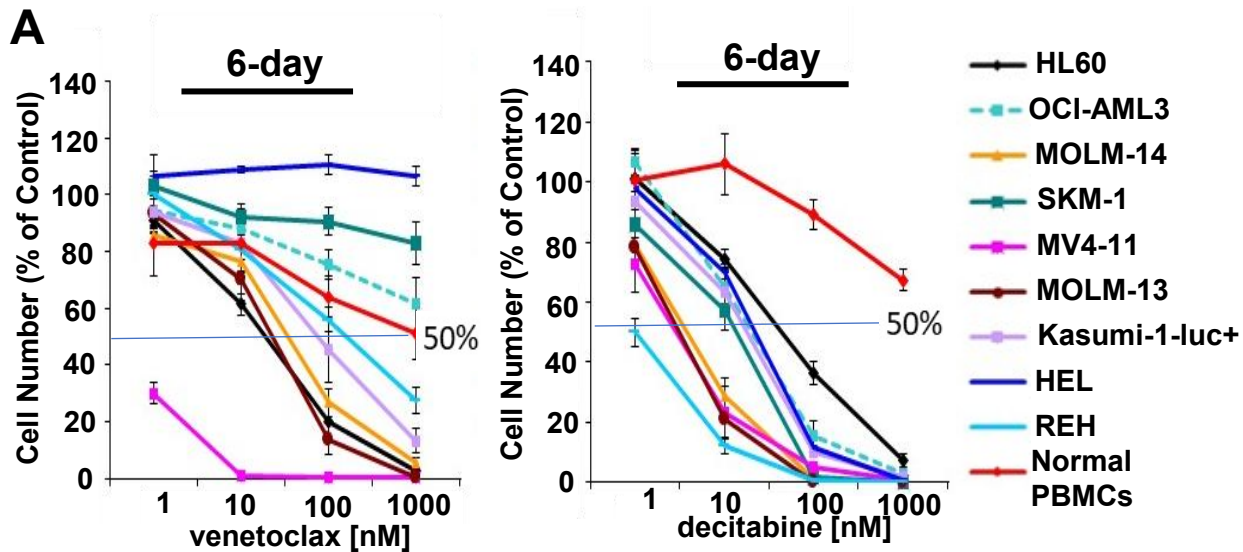 A
6-day
Cell Number (% of Control)
140
120
100
80
60
40
20
0
50%
1 10 100 1000
venetoclax [nM]
6-day
Cell Number (% of Control)
140
120
100
80
60
40
20
0
50%
1 10 100 1000
decitabine [nM]
HL60
OCI-AML3
MOLM-14
SKM-1
MV4-11
MOLM-13
Kasumi-1-luc+
HEL
REH
Normal
PBMCs